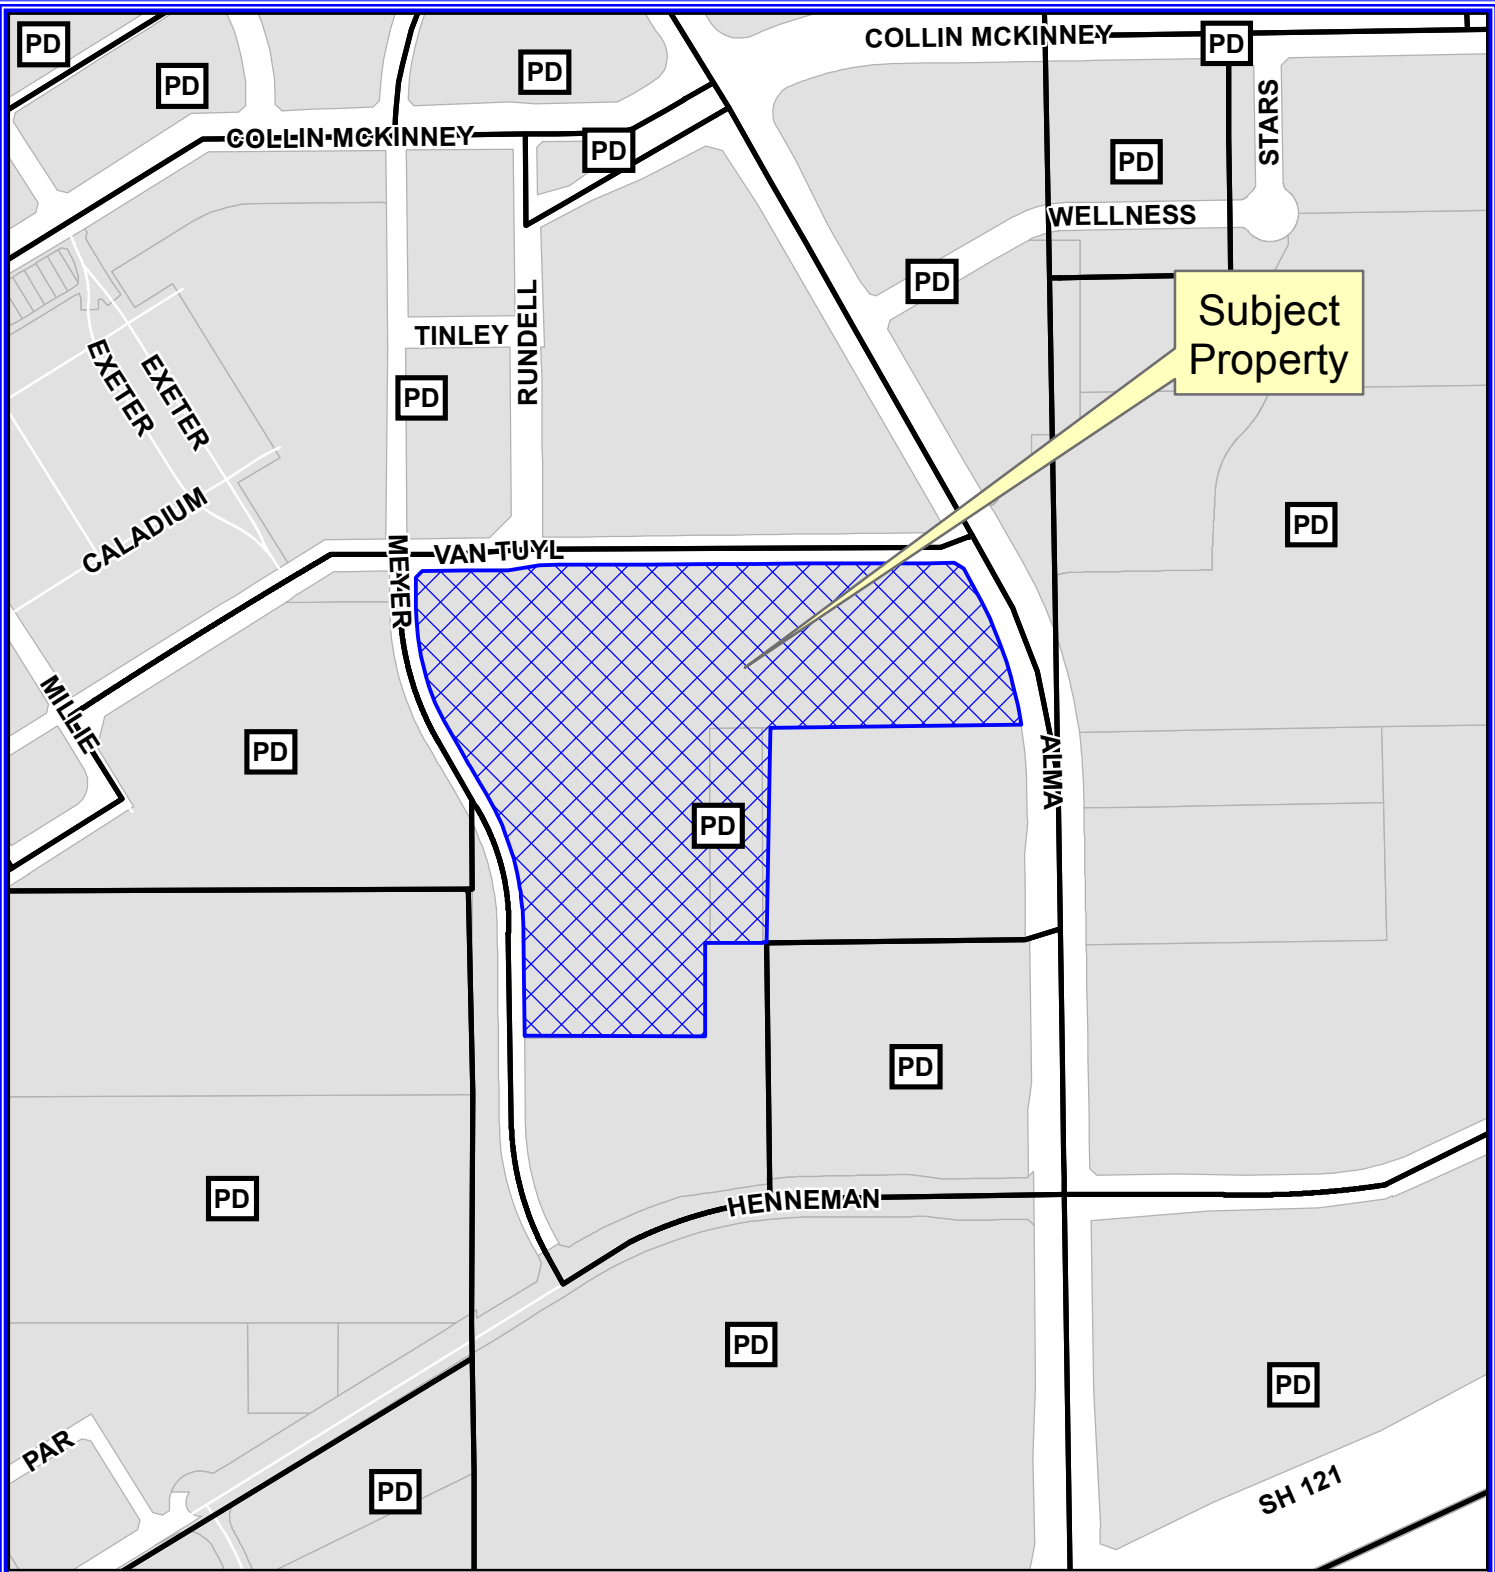 PD
COLLIN MCKINNEY
PD
PD
PD
STARS
COLLIN MCKINNEY
PD
PD
WELLNESS
PD
Subject
Property
RUNDELL
TINLEY
EXETER
EXETER
PD
CALADIUM
PD
MEYER
VAN TUYL
MILLIE
PD
ALMA
PD
PD
PD
HENNEMAN
PD
PD
PAR
PD
SH 121